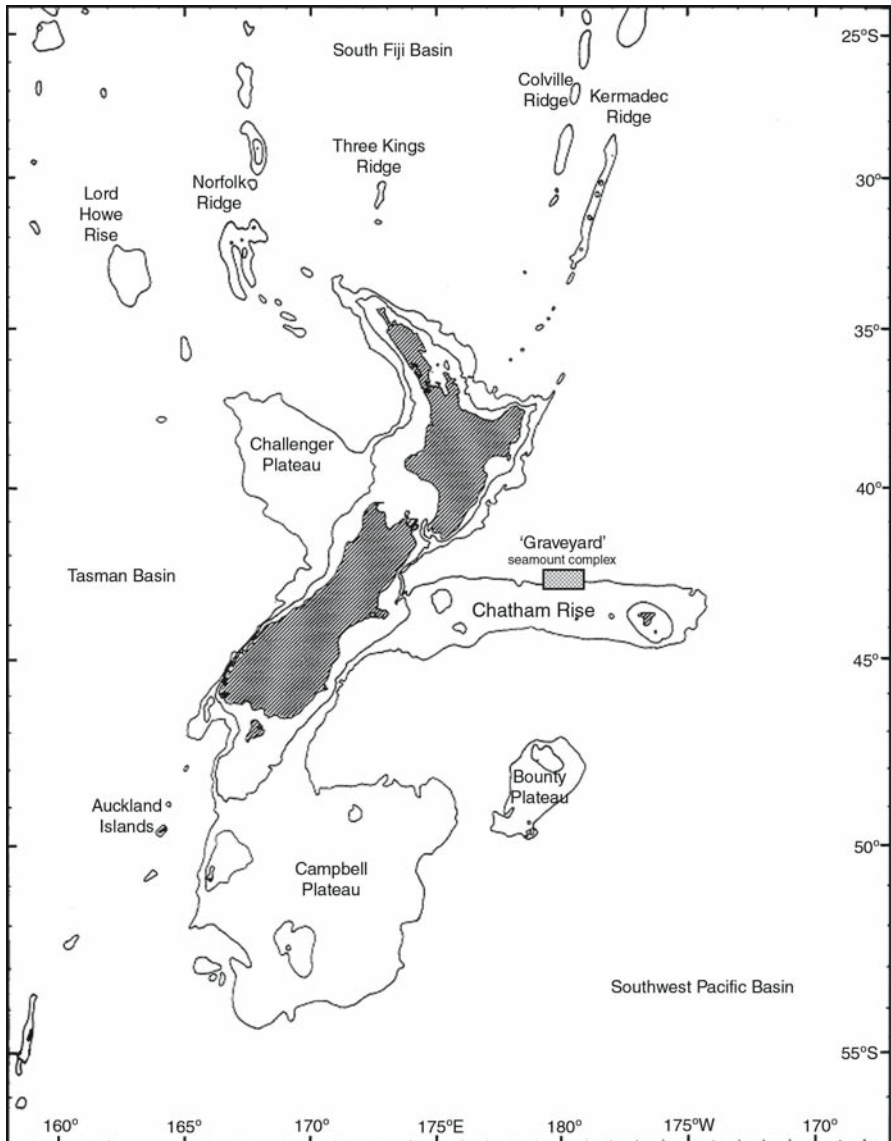 South Fiji Basin
25°S
Colville
Ridge
Kermadec
Ridge
Three Kings
Ridge
30°
Norfolk
Ridge
Lord
Howe
Rise
35°
Challenger
Plateau
40°
'Graveyard'
seamount complex
Tasman Basin
Chatham Rise
45°
Bounty
Plateau
Auckland
Islands
50°
Campbell
Plateau
Southwest Pacific Basin
55°S
160°
165°
170°
175°E
180°
175°W
170°